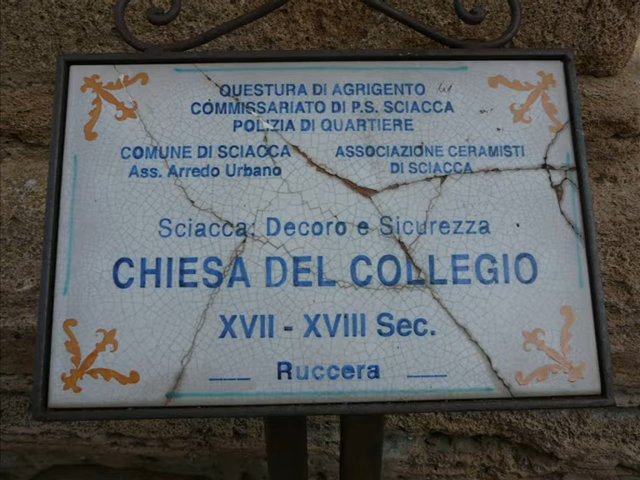 QUESTURA DI AGRIGENTO
COMMISSARIATO DI P.S. SCIACCA
POLIZIA DI QUARTIERE
COMUNE DI SCIACCA
Ass. Arredo Urbano
ASSOCIAZIONE CERAMISTI
DI SCIACCA
Sciacca: Decoro e Sicurezza
CHIESA DEL COLLEGIO
XVII - XVIII Sec.
Ruccera